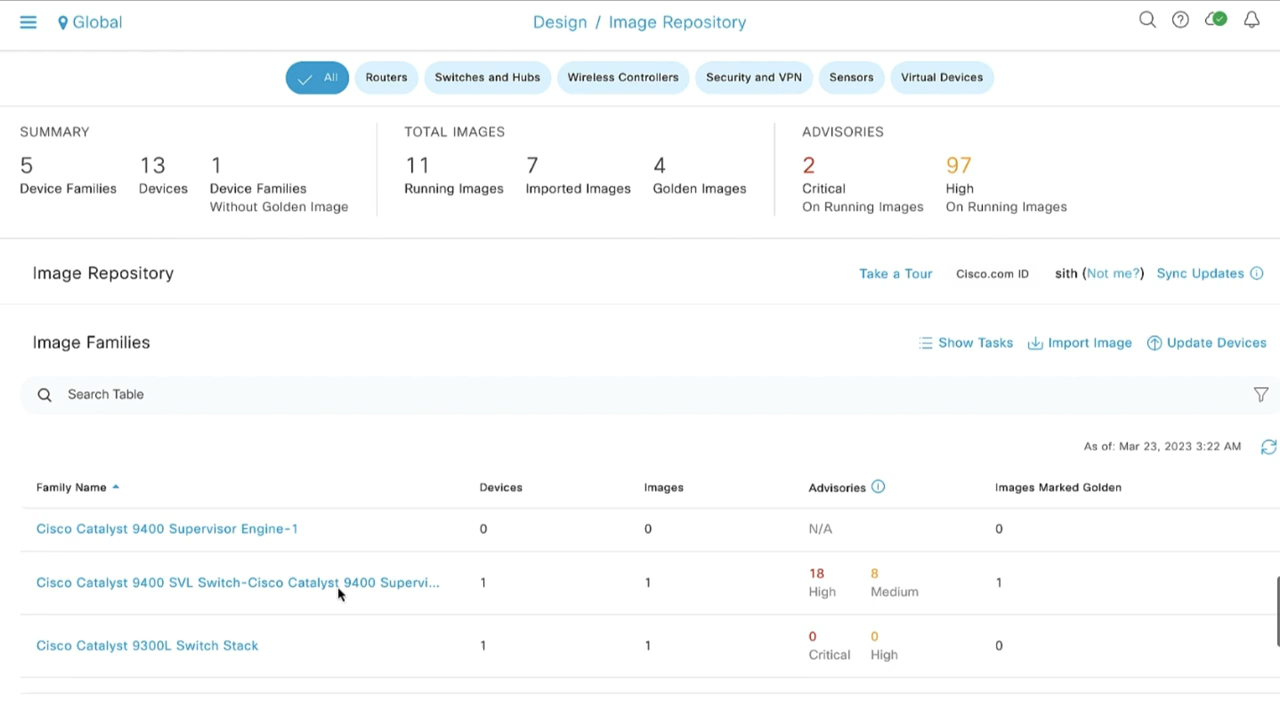 Global
Design / Image Repository
All
Routers
Switches and Hubs
Wireless Controllers
Security and VPN
Sensors
Virtual Devices
SUMMARY
5
Device Families
13
Devices
1
Device Families
Without Golden Image
TOTAL IMAGES
11
Running Images
7
Imported Images
4
Golden Images
ADVISORIES
2
Critical
On Running Images
97
High
On Running Images
Image Repository
Take a Tour
Cisco.com ID
sith (Not me?)
Sync Updates
Image Families
Show Tasks
Import Image
Update Devices
Search Table
As of: Mar 23, 2023 3:22 AM
Family Name Devices Images Advisories Images Marked Golden
Cisco Catalyst 9400 Supervisor Engine-1 0 0 N/A 0
Cisco Catalyst 9400 SVL Switch-Cisco Catalyst 9400 Supervi... 1 1 18 High 8 Medium 1
Cisco Catalyst 9300L Switch Stack 1 1 0 Critical 0 High 0